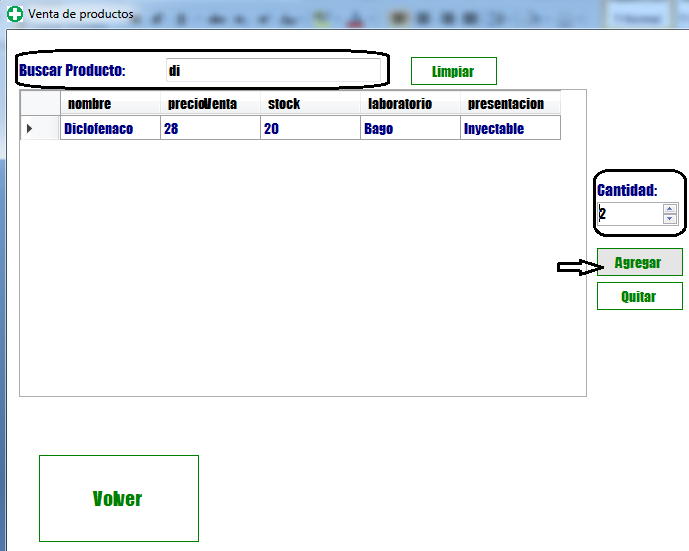 Venta de productos
Buscar Producto: di Limpiar
nombre precioVenta stock laboratorio presentacion
Diclofenaco 28 20 Bago Inyectable
Cantidad:
2
Agregar
Quitar
Volver